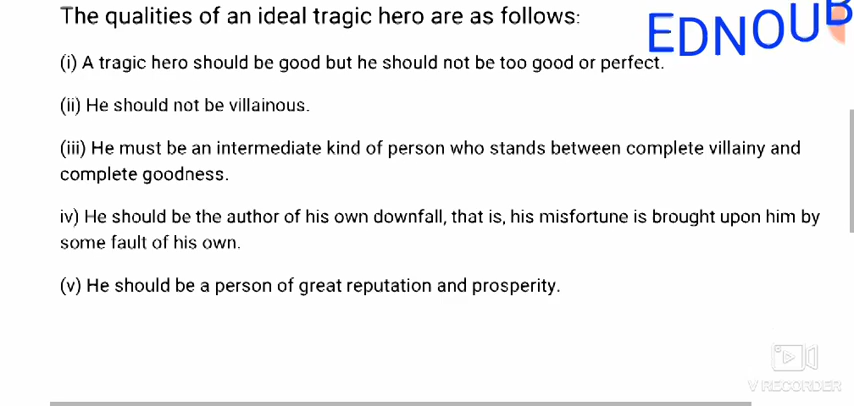 The qualities of an ideal tragic hero are as follows:
EDNOUB
(i) A tragic hero should be good but he should not be too good or perfect.
(ii) He should not be villainous.
(iii) He must be an intermediate kind of person who stands between complete villainy and
complete goodness.
iv) He should be the author of his own downfall, that is, his misfortune is brought upon him by
some fault of his own.
(v) He should be a person of great reputation and prosperity.
V RECORDER